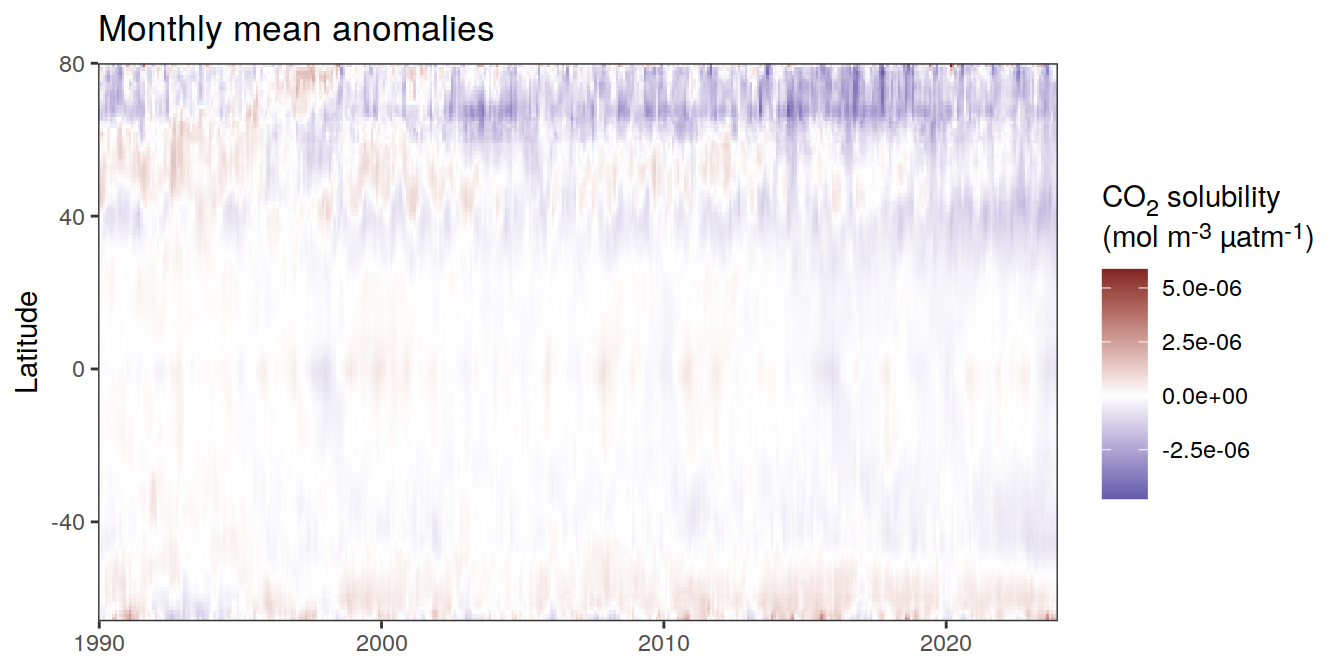 Monthly mean anomalies
80
40
0
-40
Latitude
1990
2000
2010
2020
CO₂ solubility
(mol m⁻³ µatm⁻¹)
5.0e-06
2.5e-06
0.0e+00
-2.5e-06